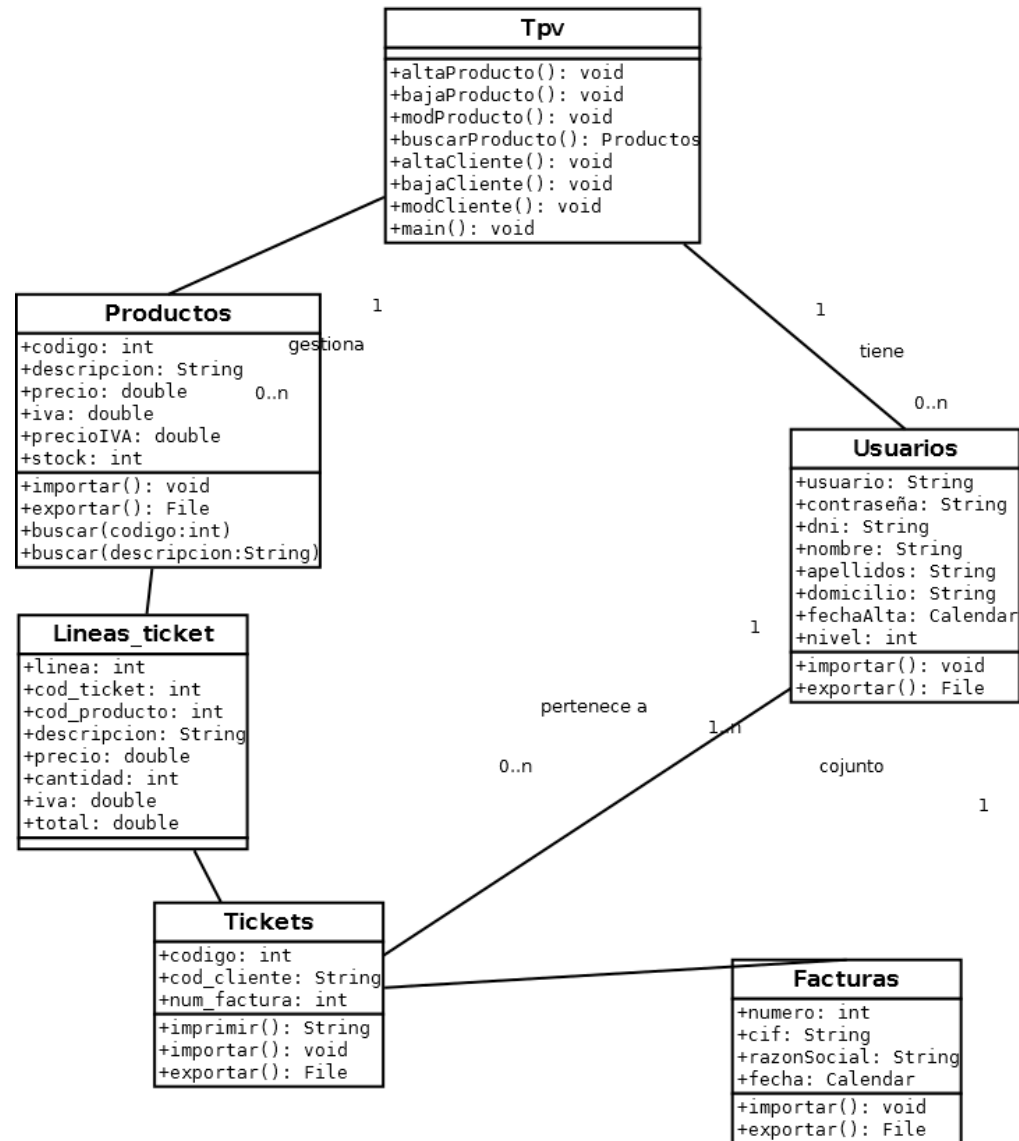 Tpv
+altaProducto(): void
+bajaProducto(): void
+modProducto(): void
+buscarProducto(): Productos
+altaCliente(): void
+bajaCliente(): void
+modCliente(): void
+main(): void
1
gestiona
0..n
1
tiene
0..n
Productos
+codigo: int
+descripcion: String
+precio: double
+iva: double
+precioIVA: double
+stock: int
+importar(): void
+exportar(): File
+buscar(codigo:int)
+buscar(descripcion:String)
Usuarios
+usuario: String
+contraseña: String
+dni: String
+nombre: String
+apellidos: String
+domicilio: String
+fechaAlta: Calendar
+nivel: int
+importar(): void
+exportar(): File
Lineas_ticket
+linea: int
+cod_ticket: int
+cod_producto: int
+descripcion: String
+precio: double
+cantidad: int
+iva: double
+total: double
1
pertenece a
0..n
1..n
cojunto
1
Tickets
+codigo: int
+cod_cliente: String
+num_factura: int
+imprimir(): String
+importar(): void
+exportar(): File
Facturas
+numero: int
+cif: String
+razonSocial: String
+fecha: Calendar
+importar(): void
+exportar(): File